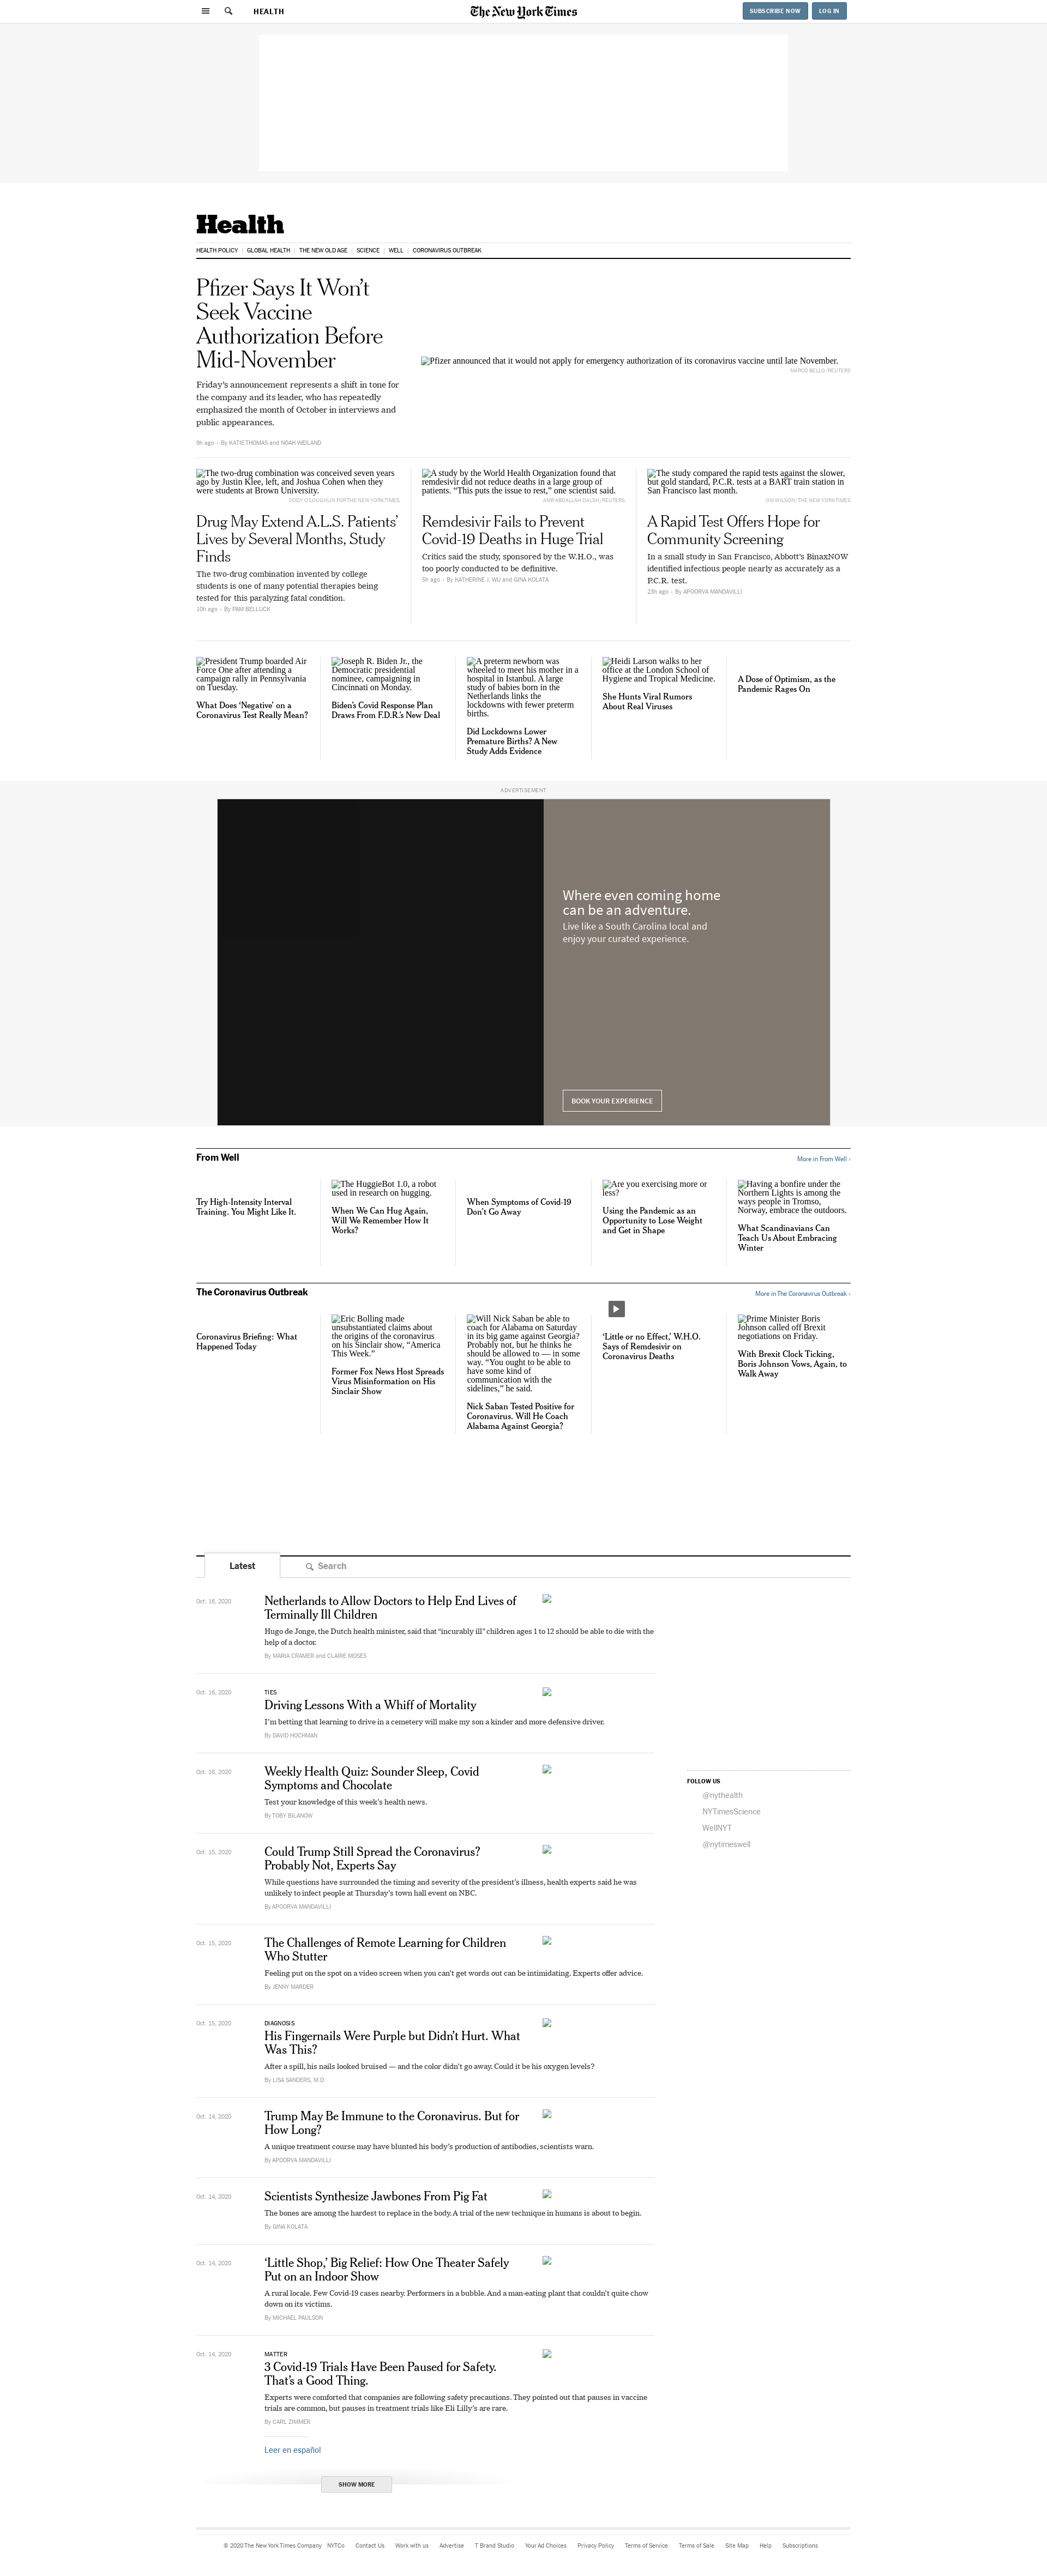 HEALTH
The New York Times
SUBSCRIBE NOW
LOG IN
Health
HEALTH POLICY
GLOBAL HEALTH
THE NEW OLD AGE
SCIENCE
WELL
CORONAVIRUS OUTBREAK
Pfizer Says It Won’t
Seek Vaccine
Authorization Before
Mid-November
Friday’s announcement represents a shift in tone for
the company and its leader, who has repeatedly
emphasized the month of October in interviews and
public appearances.
9h ago • By KATIE THOMAS and NOAH WEILAND
Pfizer announced that it would not apply for emergency authorization of its coronavirus vaccine until late November.
MARCO BELLO/REUTERS
The two-drug combination was conceived seven years
ago by Justin Klee, left, and Joshua Cohen when they
were students at Brown University.
CODY O'LOUGHLIN FOR THE NEW YORK TIMES
Drug May Extend A.L.S. Patients’
Lives by Several Months, Study
Finds
The two-drug combination invented by college
students is one of many potential therapies being
tested for this paralyzing fatal condition.
10h ago • By PAM BELLUCK
A study by the World Health Organization found that
remdesivir did not reduce deaths in a large group of
patients. “This puts the issue to rest,” one scientist said.
AMR ABDALLAH DALSH/REUTERS
Remdesivir Fails to Prevent
Covid-19 Deaths in Huge Trial
Critics said the study, sponsored by the W.H.O., was
too poorly conducted to be definitive.
5h ago • By KATHERINE J. WU and GINA KOLATA
The study compared the rapid tests against the slower,
but gold standard, P.C.R. tests at a BART train station in
San Francisco last month.
JIM WILSON/THE NEW YORK TIMES
A Rapid Test Offers Hope for
Community Screening
In a small study in San Francisco, Abbott’s BinaxNOW
identified infectious people nearly as accurately as a
P.C.R. test.
23h ago • By APOORVA MANDAVILLI
President Trump boarded Air
Force One after attending a
campaign rally in Pennsylvania
on Tuesday.
What Does ‘Negative’ on a
Coronavirus Test Really Mean?
Joseph R. Biden Jr., the
Democratic presidential
nominee, campaigning in
Cincinnati on Monday.
Biden’s Covid Response Plan
Draws From F.D.R.’s New Deal
A preterm newborn was
wheeled to meet his mother in a
hospital in Istanbul. A large
study of babies born in the
Netherlands links the
lockdowns with fewer preterm
births.
Did Lockdowns Lower
Premature Births? A New
Study Adds Evidence
Heidi Larson walks to her
office at the London School of
Hygiene and Tropical Medicine.
She Hunts Viral Rumors
About Real Viruses
A Dose of Optimism, as the
Pandemic Rages On
ADVERTISEMENT
Where even coming home
can be an adventure.
Live like a South Carolina local and
enjoy your curated experience.
BOOK YOUR EXPERIENCE
From Well
More in From Well ›
Try High-Intensity Interval
Training. You Might Like It.
The HuggieBot 1.0, a robot
used in research on hugging.
When We Can Hug Again,
Will We Remember How It
Works?
When Symptoms of Covid-19
Don’t Go Away
Are you exercising more or
less?
Using the Pandemic as an
Opportunity to Lose Weight
and Get in Shape
Having a bonfire under the
Northern Lights is among the
ways people in Tromso,
Norway, embrace the outdoors.
What Scandinavians Can
Teach Us About Embracing
Winter
The Coronavirus Outbreak
More in The Coronavirus Outbreak ›
Coronavirus Briefing: What
Happened Today
Eric Bolling made
unsubstantiated claims about
the origins of the coronavirus
on his Sinclair show, “America
This Week.”
Former Fox News Host Spreads
Virus Misinformation on His
Sinclair Show
Will Nick Saban be able to
coach for Alabama on Saturday
in its big game against Georgia?
Probably not, but he thinks he
should be allowed to — in some
way. “You ought to be able to
have some kind of
communication with the
sidelines,” he said.
Nick Saban Tested Positive for
Coronavirus. Will He Coach
Alabama Against Georgia?
‘Little or no Effect,’ W.H.O.
Says of Remdesivir on
Coronavirus Deaths
Prime Minister Boris
Johnson called off Brexit
negotiations on Friday.
With Brexit Clock Ticking,
Boris Johnson Vows, Again, to
Walk Away
Latest
Search
Oct. 16, 2020
Netherlands to Allow Doctors to Help End Lives of
Terminally Ill Children
Hugo de Jonge, the Dutch health minister, said that “incurably ill” children ages 1 to 12 should be able to die with the
help of a doctor.
By MARIA CRAMER and CLAIRE MOSES
Oct. 16, 2020
TIES
Driving Lessons With a Whiff of Mortality
I’m betting that learning to drive in a cemetery will make my son a kinder and more defensive driver.
By DAVID HOCHMAN
Oct. 16, 2020
Weekly Health Quiz: Sounder Sleep, Covid
Symptoms and Chocolate
Test your knowledge of this week’s health news.
By TOBY BILANOW
Oct. 15, 2020
Could Trump Still Spread the Coronavirus?
Probably Not, Experts Say
While questions have surrounded the timing and severity of the president’s illness, health experts said he was
unlikely to infect people at Thursday’s town hall event on NBC.
By APOORVA MANDAVILLI
Oct. 15, 2020
The Challenges of Remote Learning for Children
Who Stutter
Feeling put on the spot on a video screen when you can’t get words out can be intimidating. Experts offer advice.
By JENNY MARDER
Oct. 15, 2020
DIAGNOSIS
His Fingernails Were Purple but Didn’t Hurt. What
Was This?
After a spill, his nails looked bruised — and the color didn’t go away. Could it be his oxygen levels?
By LISA SANDERS, M.D.
Oct. 14, 2020
Trump May Be Immune to the Coronavirus. But for
How Long?
A unique treatment course may have blunted his body’s production of antibodies, scientists warn.
By APOORVA MANDAVILLI
Oct. 14, 2020
Scientists Synthesize Jawbones From Pig Fat
The bones are among the hardest to replace in the body. A trial of the new technique in humans is about to begin.
By GINA KOLATA
Oct. 14, 2020
‘Little Shop,’ Big Relief: How One Theater Safely
Put on an Indoor Show
A rural locale. Few Covid-19 cases nearby. Performers in a bubble. And a man-eating plant that couldn’t quite chow
down on its victims.
By MICHAEL PAULSON
Oct. 14, 2020
MATTER
3 Covid-19 Trials Have Been Paused for Safety.
That’s a Good Thing.
Experts were comforted that companies are following safety precautions. They pointed out that pauses in vaccine
trials are common, but pauses in treatment trials like Eli Lilly’s are rare.
By CARL ZIMMER
Leer en español
SHOW MORE
FOLLOW US
@nythealth
NYTimesScience
WellNYT
@nytimeswell
© 2020 The New York Times Company NYTCo Contact Us Work with us Advertise T Brand Studio Your Ad Choices Privacy Policy Terms of Service Terms of Sale Site Map Help Subscriptions